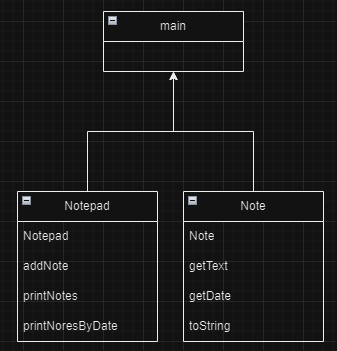 main
Notepad
Notepad
addNote
printNotes
printNoresByDate
Note
Note
getText
getDate
toString